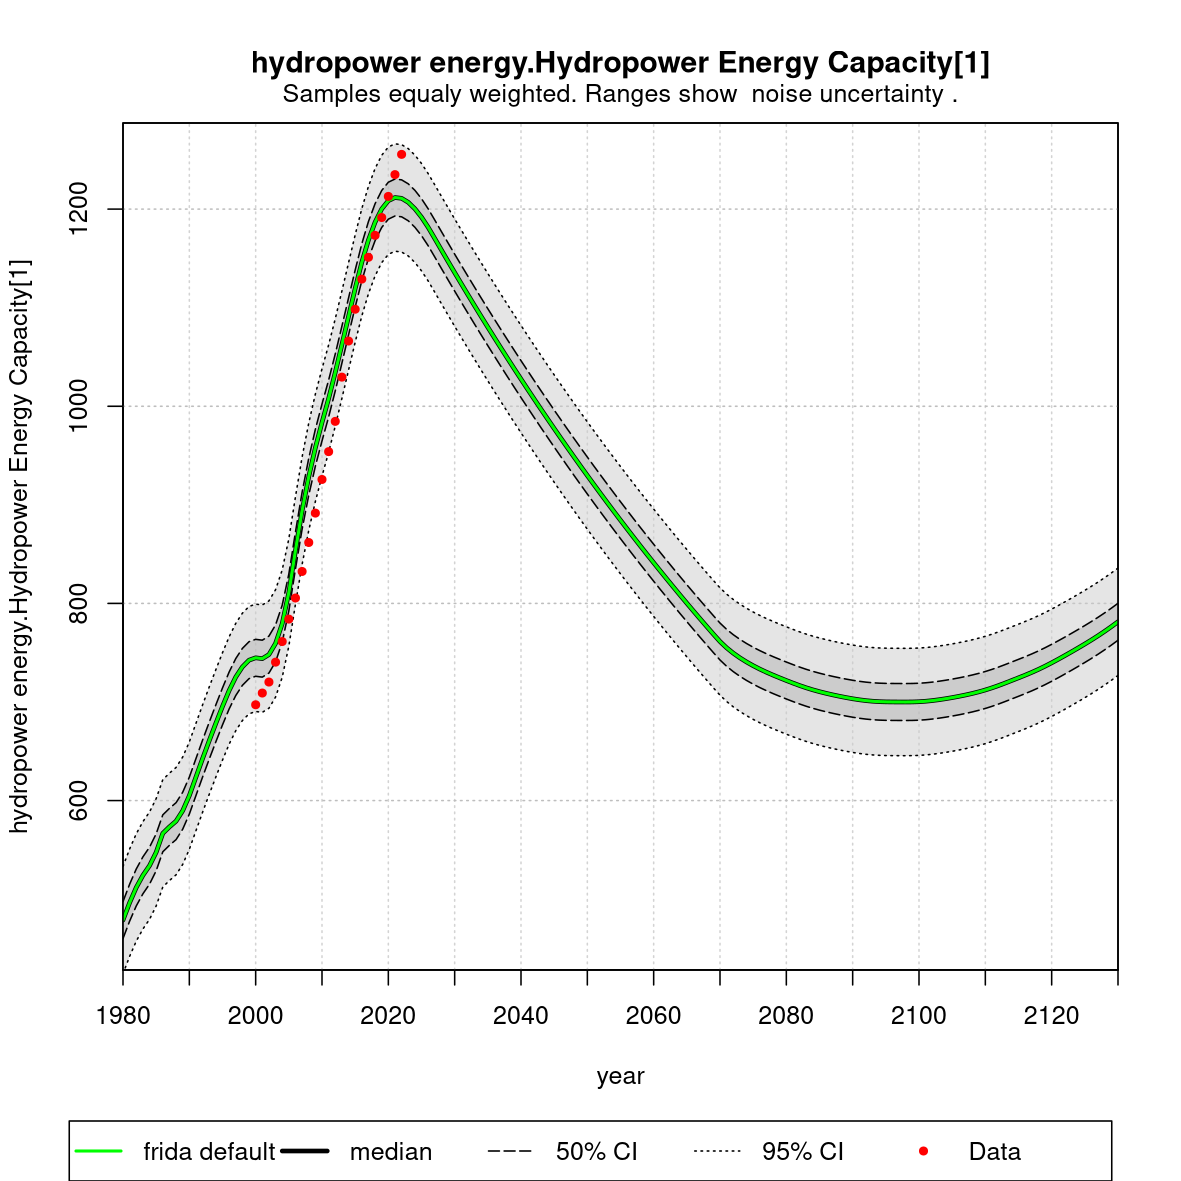 hydropower energy.Hydropower Energy Capacity[1]
Samples equaly weighted. Ranges show  noise uncertainty .
hydropower energy.Hydropower Energy Capacity[1]
1200
1000
800
600
1980 2000 2020 2040 2060 2080 2100 2120
year
frida default median 50% CI 95% CI Data